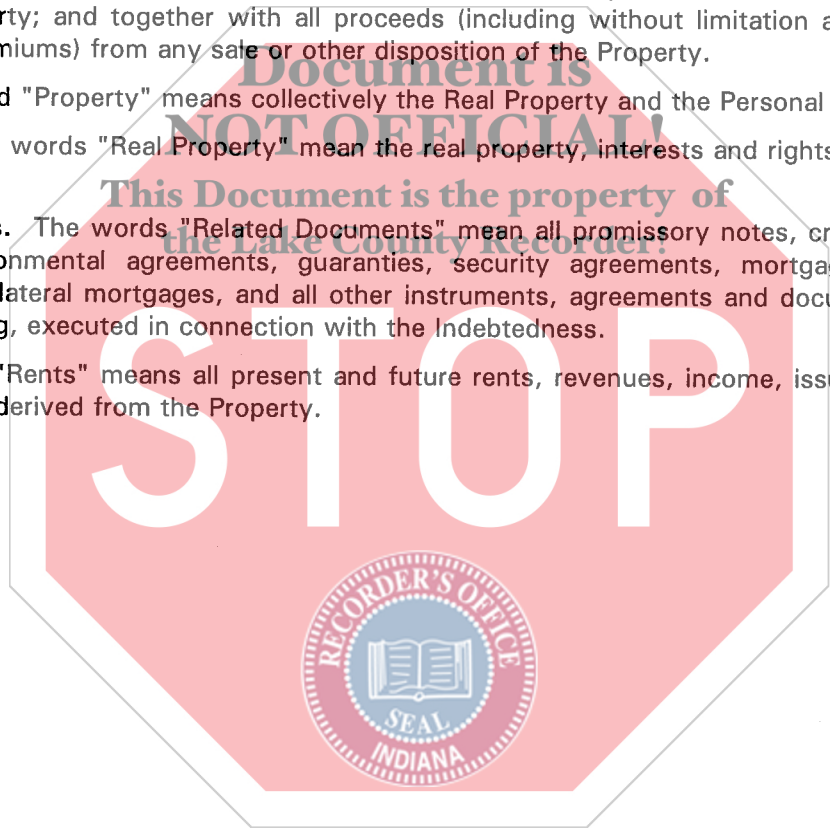 rty; and together with all proceeds (including without limitation a
miums) from any sale or other disposition of the Property.
Document is
d "Property" means collectively the Real Property and the Personal
NOT OFFICIAL!
words "Real Property" mean the real property, interests and rights
This Document is the property of
s. The words "Related Documents" mean all promissory notes, cr
the Lake County Recorder!
onmental agreements, guaranties, security agreements, mortga
lateral mortgages, and all other instruments, agreements and docu
g, executed in connection with the Indebtedness.
"Rents" means all present and future rents, revenues, income, issu
derived from the Property.
STOP
RECORDER'S OFFICE
SEAL
INDIANA